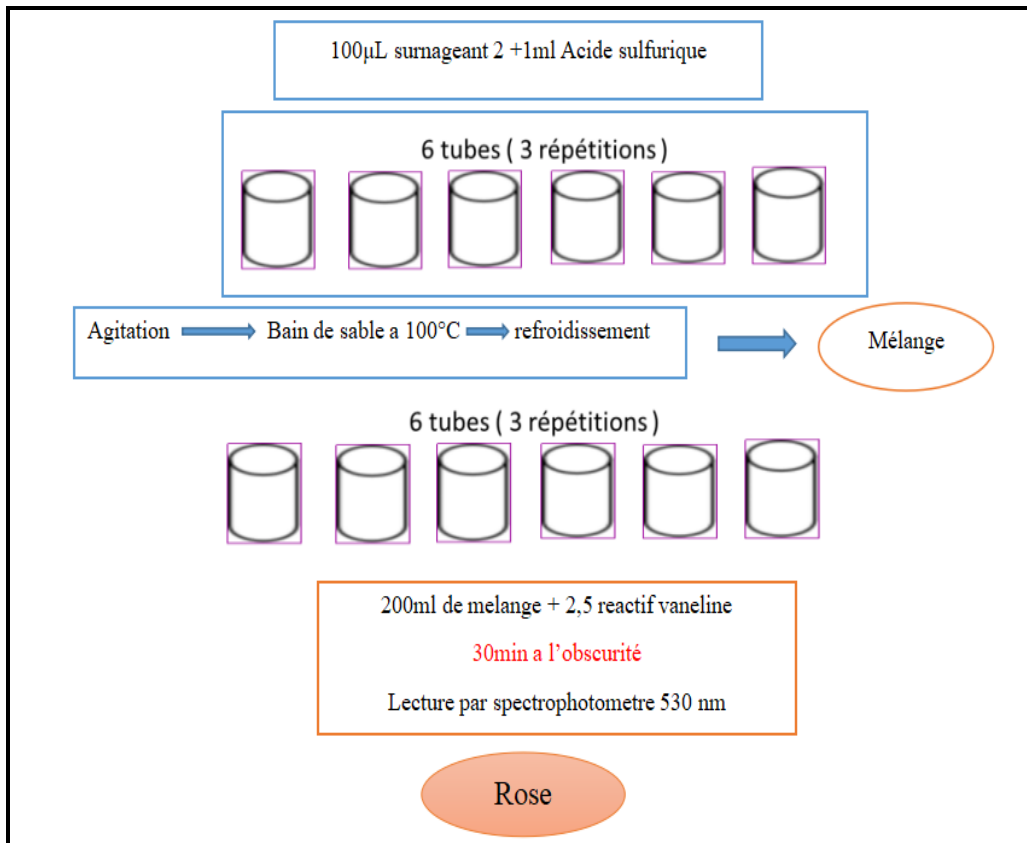 100µL surnageant 2 +1ml Acide sulfurique
6 tubes ( 3 répétitions )
Agitation Bain de sable a 100°C refroidissement
Mélange
6 tubes ( 3 répétitions )
200ml de melange + 2,5 reactif vaneline
30min a l’obscurité
Lecture par spectrophotometre 530 nm
Rose